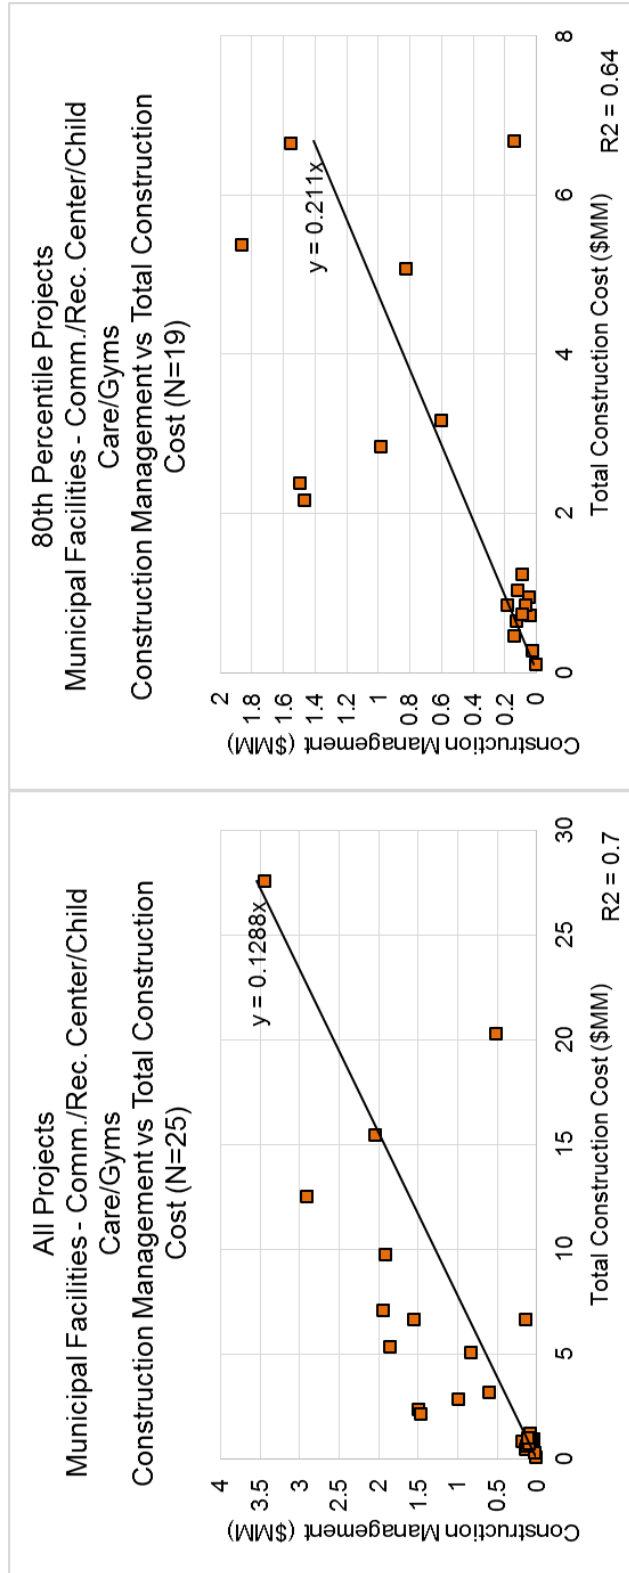 All Projects
Municipal Facilities - Comm./Rec. Center/Child
Care/Gyms
Construction Management vs Total Construction
Cost (N=25)
Construction Management ($MM)
4
3.5
3
2.5
2
1.5
1
0.5
0
y = 0.1288x
0 5 10 15 20 25 30
Total Construction Cost ($MM)
R2 = 0.7
80th Percentile Projects
Municipal Facilities - Comm./Rec. Center/Child
Care/Gyms
Construction Management vs Total Construction
Cost (N=19)
Construction Management ($MM)
2
1.8
1.6
1.4
1.2
1
0.8
0.6
0.4
0.2
0
y = 0.211x
0 2 4 6 8
Total Construction Cost ($MM)
R2 = 0.64